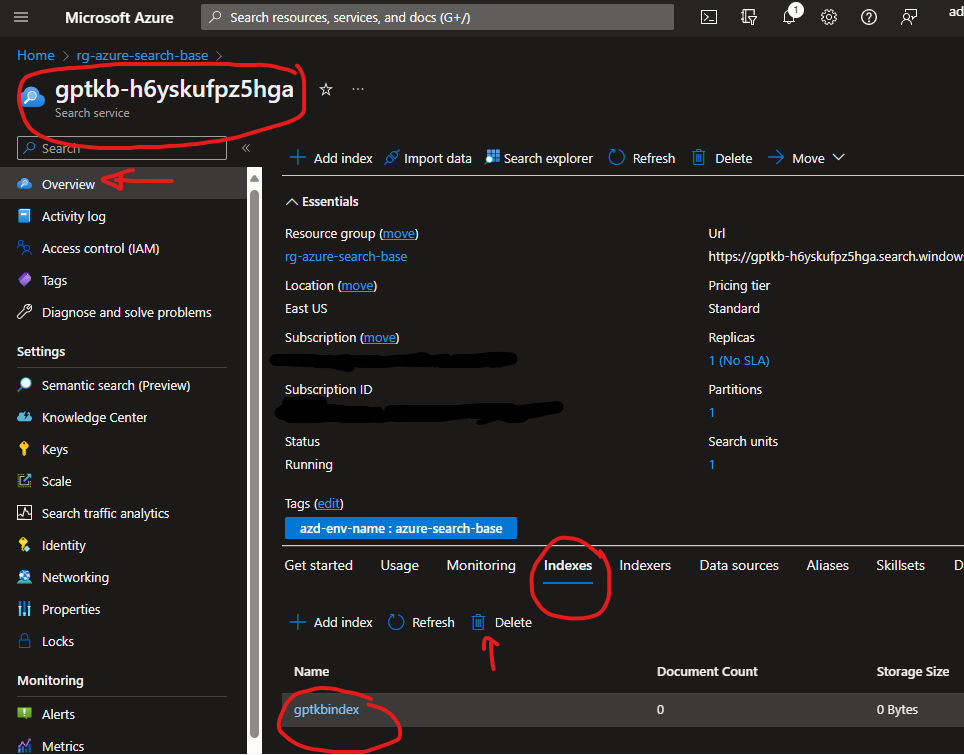 Microsoft Azure
Search resources, services, and docs (G+/)
1
ad
Home > rg-azure-search-base >
gptkb-h6yskufpz5hga
Search service
Search
«
Add index
Import data
Search explorer
Refresh
Delete
Move
Overview
Activity log
Access control (IAM)
Tags
Diagnose and solve problems
Settings
Semantic search (Preview)
Knowledge Center
Keys
Scale
Search traffic analytics
Identity
Networking
Properties
Locks
Monitoring
Alerts
Metrics
Essentials
Resource group (move)
rg-azure-search-base
Location (move)
East US
Subscription (move)
Subscription ID
Status
Running
Url
https://gptkb-h6yskufpz5hga.search.windows
Pricing tier
Standard
Replicas
1 (No SLA)
Partitions
1
Search units
1
Tags (edit)
azd-env-name : azure-search-base
Get started Usage Monitoring Indexes Indexers Data sources Aliases Skillsets D
Add index Refresh Delete
Name Document Count Storage Size
gptkbindex 0 0 Bytes